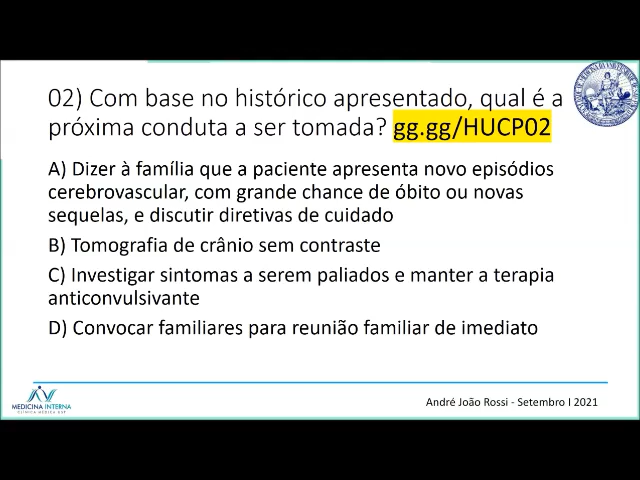 02) Com base no histórico apresentado, qual é a
próxima conduta a ser tomada? gg.gg/HUCP02
A) Dizer à família que a paciente apresenta novo episódios
cerebrovascular, com grande chance de óbito ou novas
sequelas, e discutir diretivas de cuidado
B) Tomografia de crânio sem contraste
C) Investigar sintomas a serem paliados e manter a terapia
anticonvulsivante
D) Convocar familiares para reunião familiar de imediato
MEDICINA INTERNA
André João Rossi - Setembro I 2021